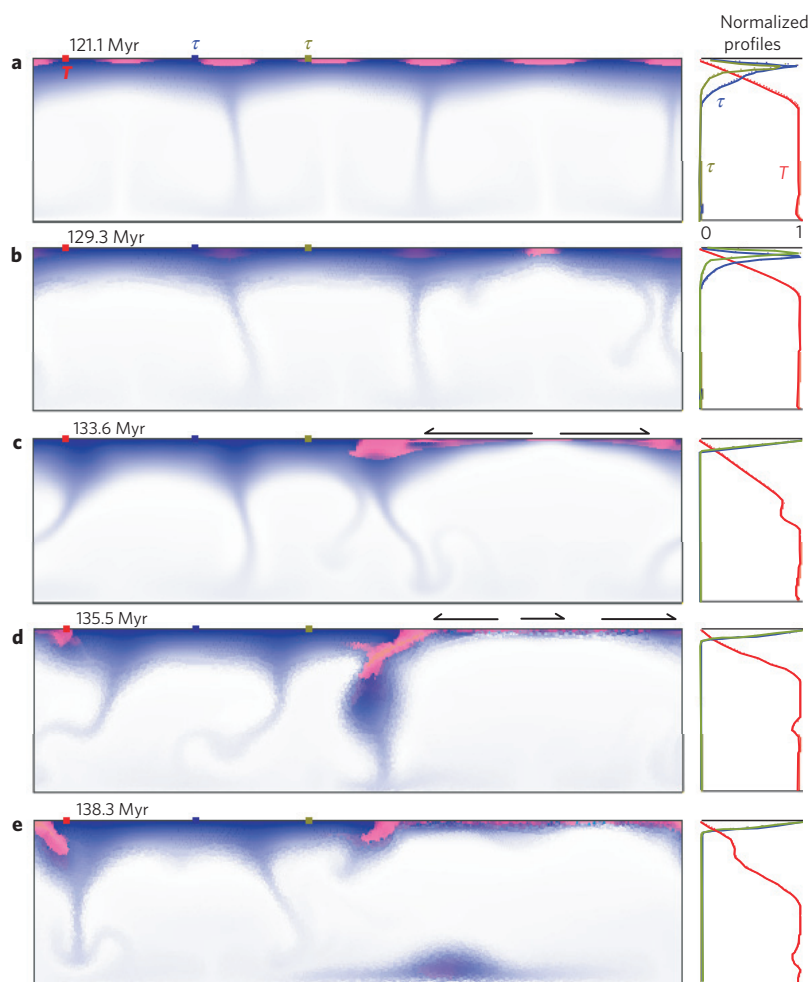 Normalized
profiles
a 121.1 Myr τ τ
T
τ
τ T
0 1
b 129.3 Myr
c 133.6 Myr
d 135.5 Myr
e 138.3 Myr